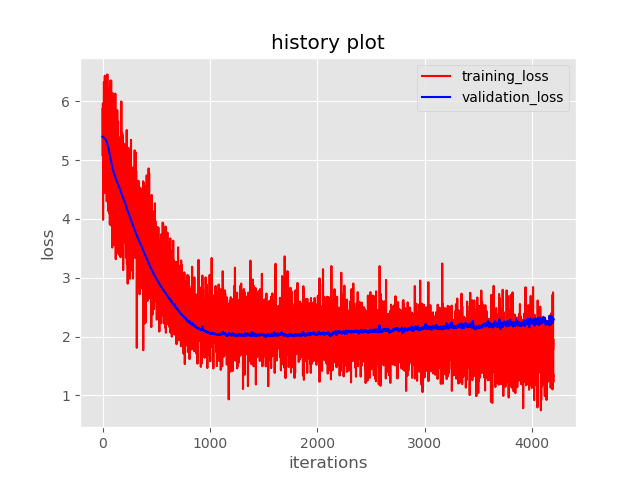 history plot
training_loss
validation_loss
loss
6
5
4
3
2
1
0
1000
2000
3000
4000
iterations